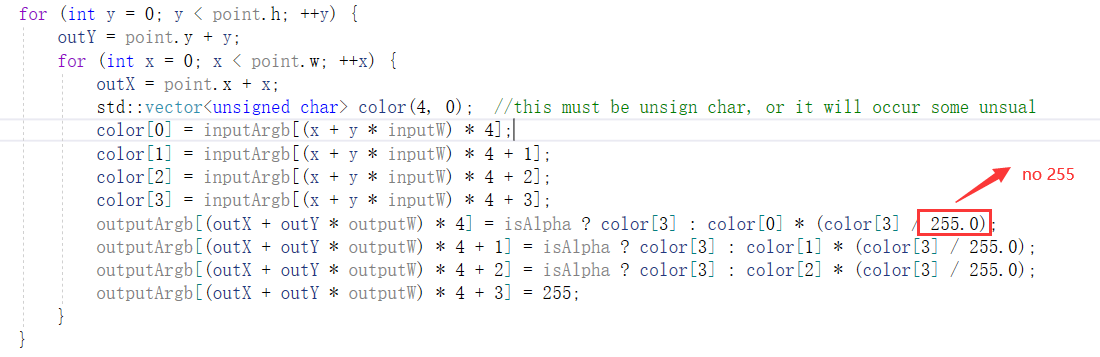 for (int y = 0; y < point.h; ++y) {
    outY = point.y + y;
    for (int x = 0; x < point.w; ++x) {
        outX = point.x + x;
        std::vector<unsigned char> color(4, 0);  //this must be unsign char, or it will occur some unsual
        color[0] = inputArgb[(x + y * inputW) * 4];
        color[1] = inputArgb[(x + y * inputW) * 4 + 1];
        color[2] = inputArgb[(x + y * inputW) * 4 + 2];
        color[3] = inputArgb[(x + y * inputW) * 4 + 3];
no 255
        outputArgb[(outX + outY * outputW) * 4] = isAlpha ? color[3] : color[0] * (color[3] / 255.0);
        outputArgb[(outX + outY * outputW) * 4 + 1] = isAlpha ? color[3] : color[1] * (color[3] / 255.0);
        outputArgb[(outX + outY * outputW) * 4 + 2] = isAlpha ? color[3] : color[2] * (color[3] / 255.0);
        outputArgb[(outX + outY * outputW) * 4 + 3] = 255;
    }
}